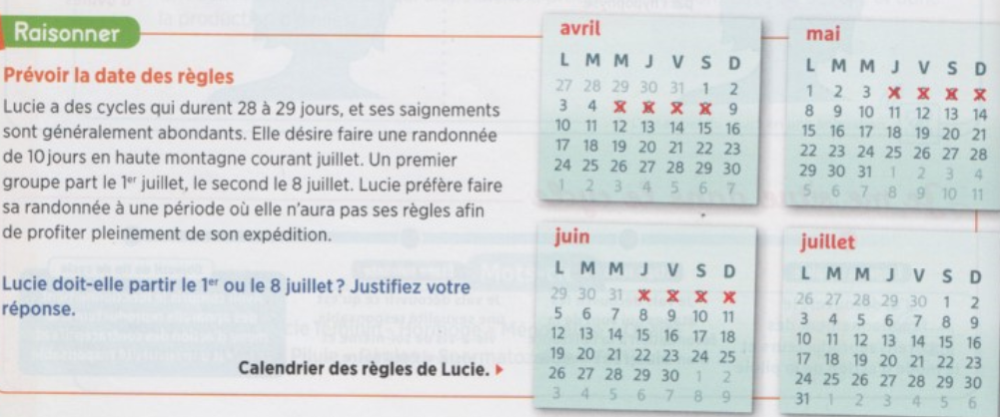 Raisonner
Prévoir la date des règles
Lucie a des cycles qui durent 28 à 29 jours, et ses saignements
sont généralement abondants. Elle désire faire une randonnée
de 10 jours en haute montagne courant juillet. Un premier
groupe part le 1er juillet, le second le 8 juillet. Lucie préfère faire
sa randonnée à une période où elle n'aura pas ses règles afin
de profiter pleinement de son expédition.
Lucie doit-elle partir le 1er ou le 8 juillet ? Justifiez votre
réponse.
Calendrier des règles de Lucie.
avril
L M M J V S D
27 28 29 30 31 1 2
3 4 X X X X 9
10 11 12 13 14 15 16
17 18 19 20 21 22 23
24 25 26 27 28 29 30
1 2 3 4 5 6 7
mai
L M M J V S D
1 2 3 X X X X
8 9 10 11 12 13 14
15 16 17 18 19 20 21
22 23 24 25 26 27 28
29 30 31 1 2 3 4
5 6 7 8 9 10 11
juin
L M M J V S D
29 30 31 X X X X
5 6 7 8 9 10 11
12 13 14 15 16 17 18
19 20 21 22 23 24 25
26 27 28 29 30 1 2
3 4 5 6 7 8 9
juillet
L M M J V S D
26 27 28 29 30 1 2
3 4 5 6 7 8 9
10 11 12 13 14 15 16
17 18 19 20 21 22 23
24 25 26 27 28 29 30
31 1 2 3 4 5 6